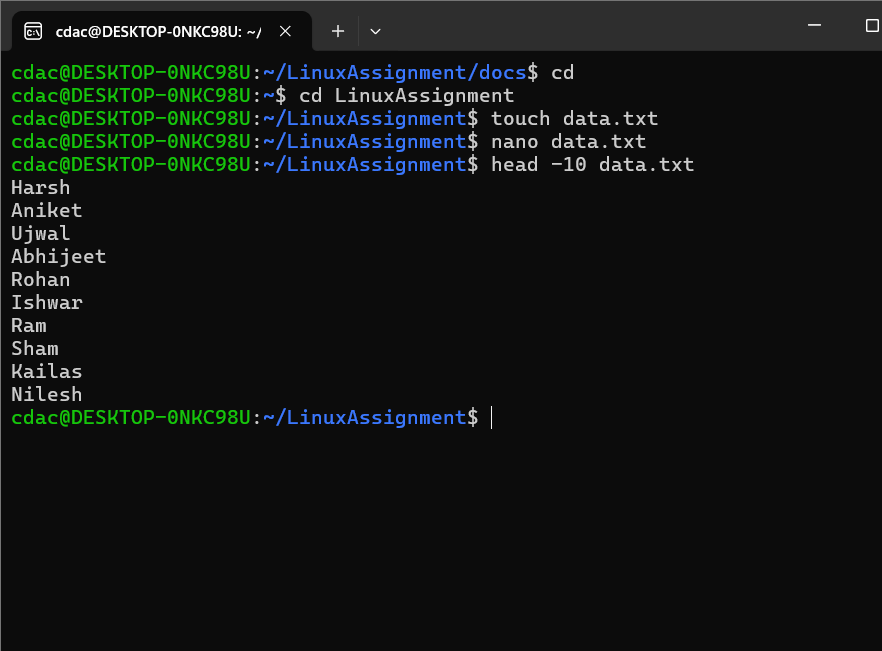 cdac@DESKTOP-0NKC98U: ~/
cdac@DESKTOP-0NKC98U:~/LinuxAssignment/docs$ cd
cdac@DESKTOP-0NKC98U:~$ cd LinuxAssignment
cdac@DESKTOP-0NKC98U:~/LinuxAssignment$ touch data.txt
cdac@DESKTOP-0NKC98U:~/LinuxAssignment$ nano data.txt
cdac@DESKTOP-0NKC98U:~/LinuxAssignment$ head -10 data.txt
Harsh
Aniket
Ujwal
Abhijeet
Rohan
Ishwar
Ram
Sham
Kailas
Nilesh
cdac@DESKTOP-0NKC98U:~/LinuxAssignment$